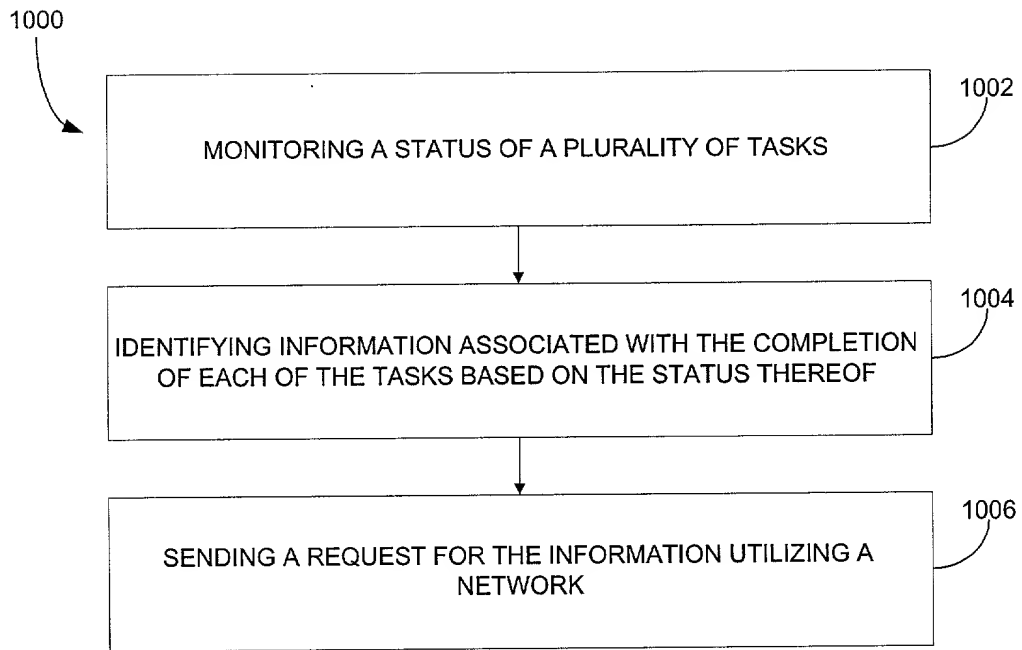 1000
1002
MONITORING A STATUS OF A PLURALITY OF TASKS
1004
IDENTIFYING INFORMATION ASSOCIATED WITH THE COMPLETION
OF EACH OF THE TASKS BASED ON THE STATUS THEREOF
1006
SENDING A REQUEST FOR THE INFORMATION UTILIZING A
NETWORK